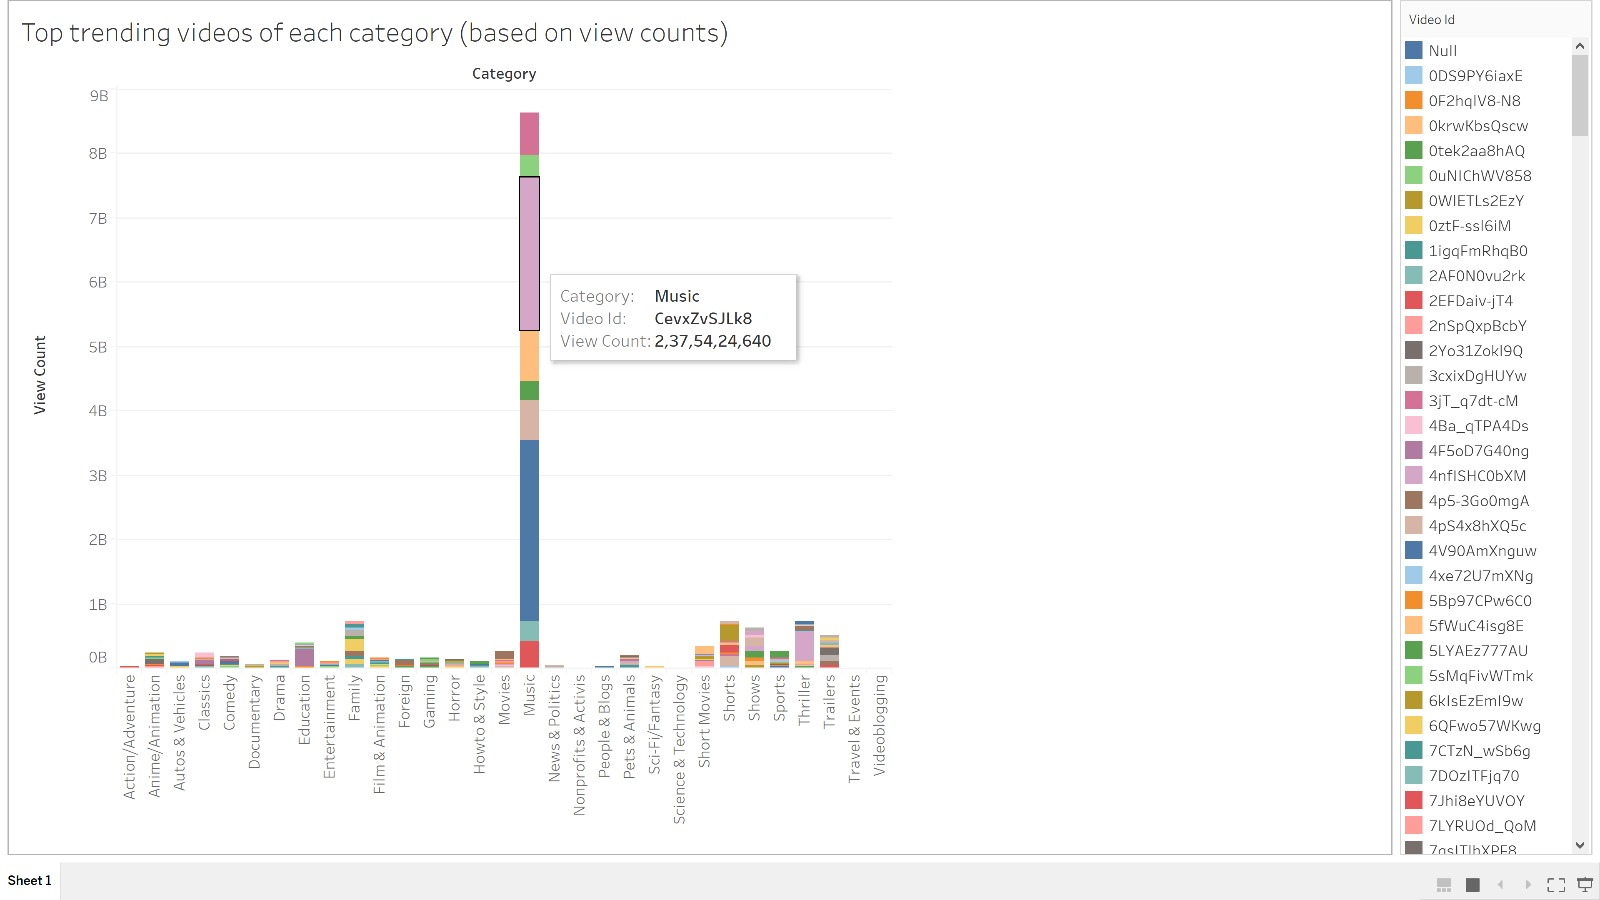 Top trending videos of each category (based on view counts)
Category
View Count
9B
8B
7B
6B
5B
4B
3B
2B
1B
0B
Category: Music
Video Id: CevxZvSJLk8
View Count: 2,37,54,24,640
Action/Adventure
Anime/Animation
Autos & Vehicles
Classics
Comedy
Documentary
Drama
Education
Entertainment
Family
Film & Animation
Foreign
Gaming
Horror
Howto & Style
Movies
Music
News & Politics
Nonprofits & Activis
People & Blogs
Pets & Animals
Sci-Fi/Fantasy
Science & Technology
Short Movies
Shorts
Shows
Sports
Thriller
Trailers
Travel & Events
Videoblogging
Video Id
Null
0DS9PY6iaxE
0F2hqIV8-N8
0krwKbsQscw
0tek2aa8hAQ
0uNIChWV858
0WIETLs2EzY
0ztF-ssI6iM
1igqFmRhqB0
2AF0N0vu2rk
2EFDaiv-jT4
2nSpQxpBcbY
2Yo31ZokI9Q
3cxixDgHUYw
3jT_q7dt-cM
4Ba_qTPA4Ds
4F5oD7G40ng
4nfISHC0bXM
4p5-3Go0mgA
4pS4x8hXQ5c
4V90AmXnguw
4xe72U7mXNg
5Bp97CPw6C0
5fWuC4isg8E
5LYAEz777AU
5sMqFivWTmk
6kIsEzEmI9w
6QFwo57WKwg
7CTzN_wSb6g
7DOzITFjq70
7Jhi8eYUVOY
7LYRUOd_QoM
Sheet 1